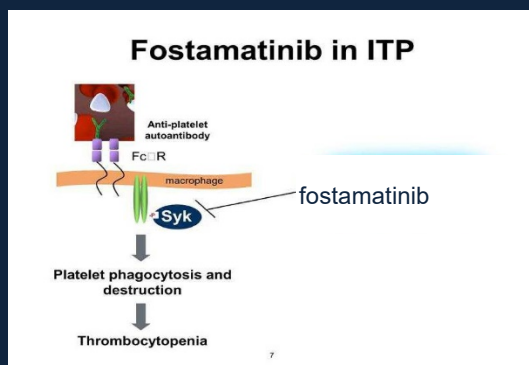 Fostamatinib in ITP
Anti-platelet
autoantibody
Fc□R
macrophage
fostamatinib
Syk
Platelet phagocytosis and
destruction
Thrombocytopenia
7